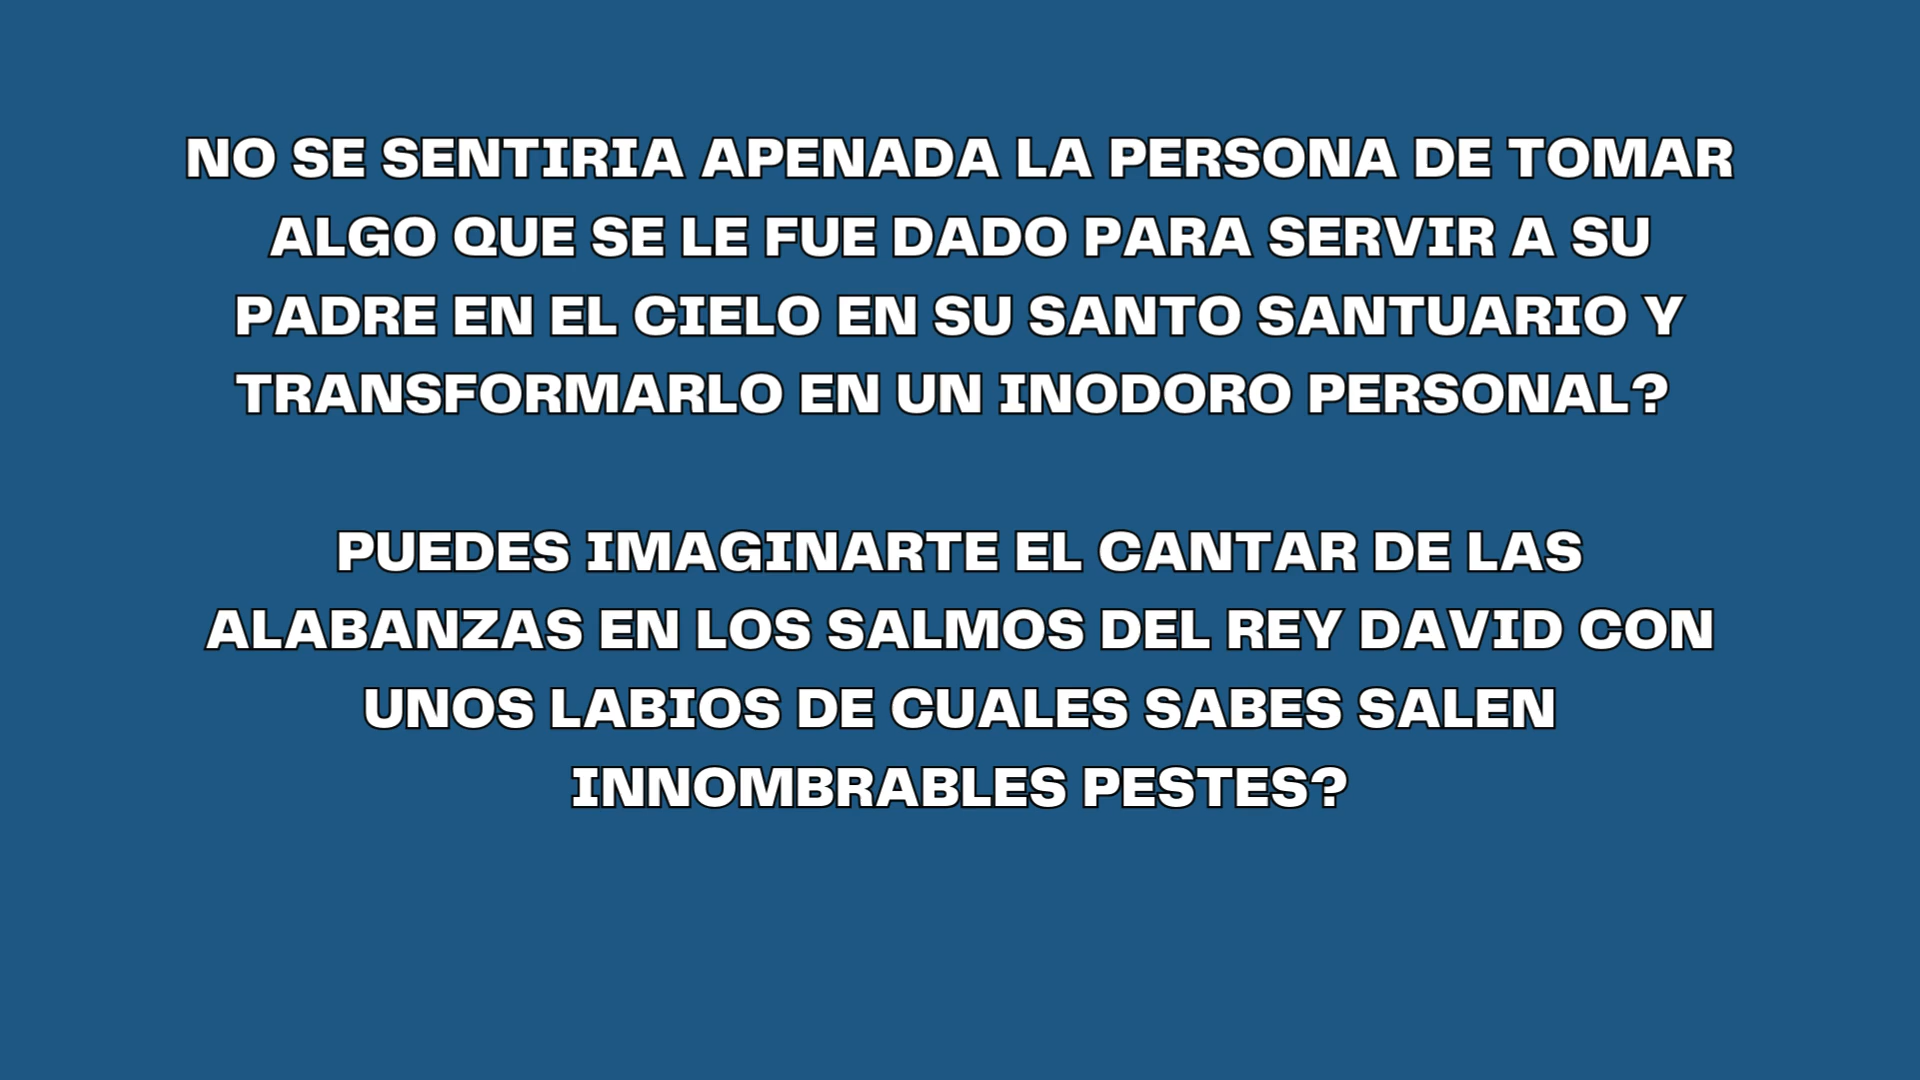 NO SE SENTIRIA APENADA LA PERSONA DE TOMAR
ALGO QUE SE LE FUE DADO PARA SERVIR A SU
PADRE EN EL CIELO EN SU SANTO SANTUARIO Y
TRANSFORMARLO EN UN INODORO PERSONAL?
PUEDES IMAGINARTE EL CANTAR DE LAS
ALABANZAS EN LOS SALMOS DEL REY DAVID CON
UNOS LABIOS DE CUALES SABES SALEN
INNOMBRABLES PESTES?